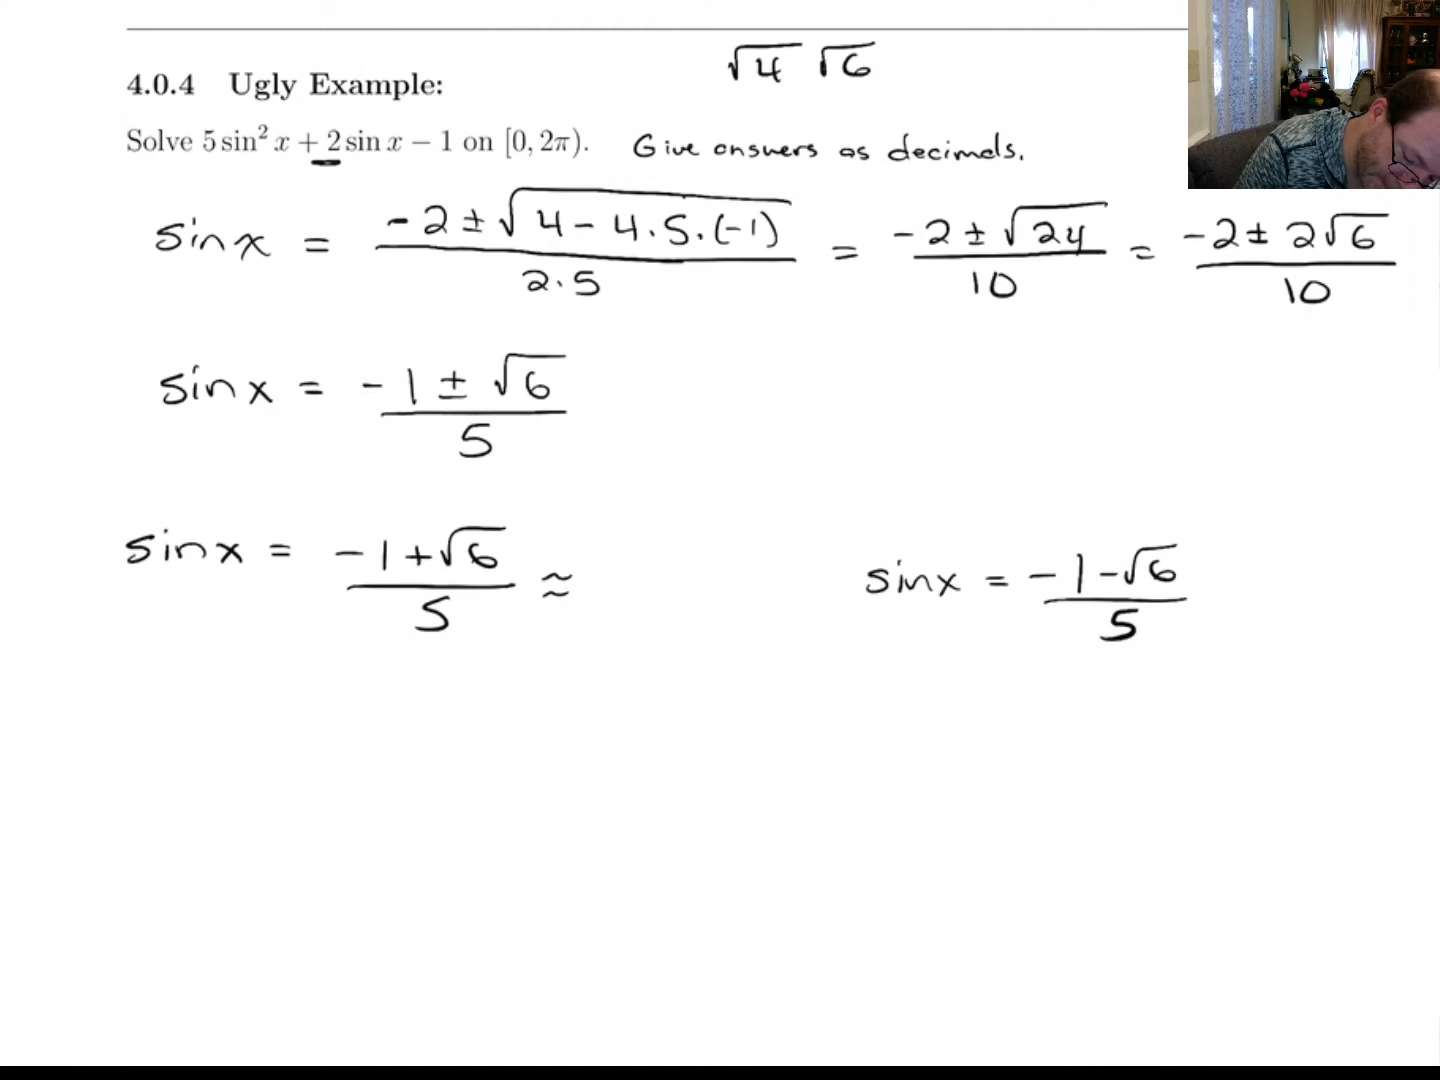 √4 √6
4.0.4 Ugly Example:
Solve 5 sin² x + 2 sin x − 1 on [0, 2π). Give answers as decimals.
sin x = (-2 ± √(4 - 4·5·(-1)))/(2·5) = (-2 ± √24)/10 = (-2 ± 2√6)/10
sin x = (-1 ± √6)/5
sin x = (-1 + √6)/5 ≈
sin x = (-1 - √6)/5